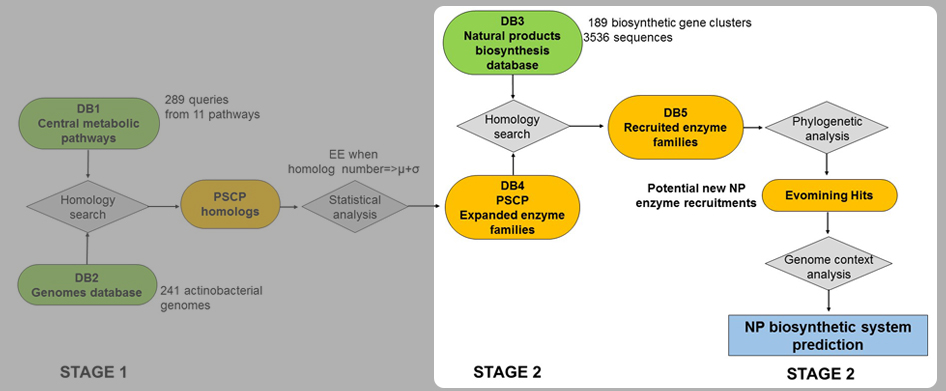 DB1
Central metabolic
pathways
289 queries
from 11 pathways
Homology
search
DB2
Genomes database
241 actinobacterial
genomes
PSCP
homologs
EE when
homolog  number=>μ+σ
Statistical
analysis
STAGE 1
DB3
Natural products
biosynthesis
database
189 biosynthetic gene clusters
3536 sequences
Homology
search
DB4
PSCP
Expanded enzyme
families
DB5
Recruited enzyme
families
Phylogenetic
analysis
Potential new NP
enzyme recruitments
Evomining Hits
Genome context
analysis
NP biosynthetic system
prediction
STAGE 2
STAGE 2